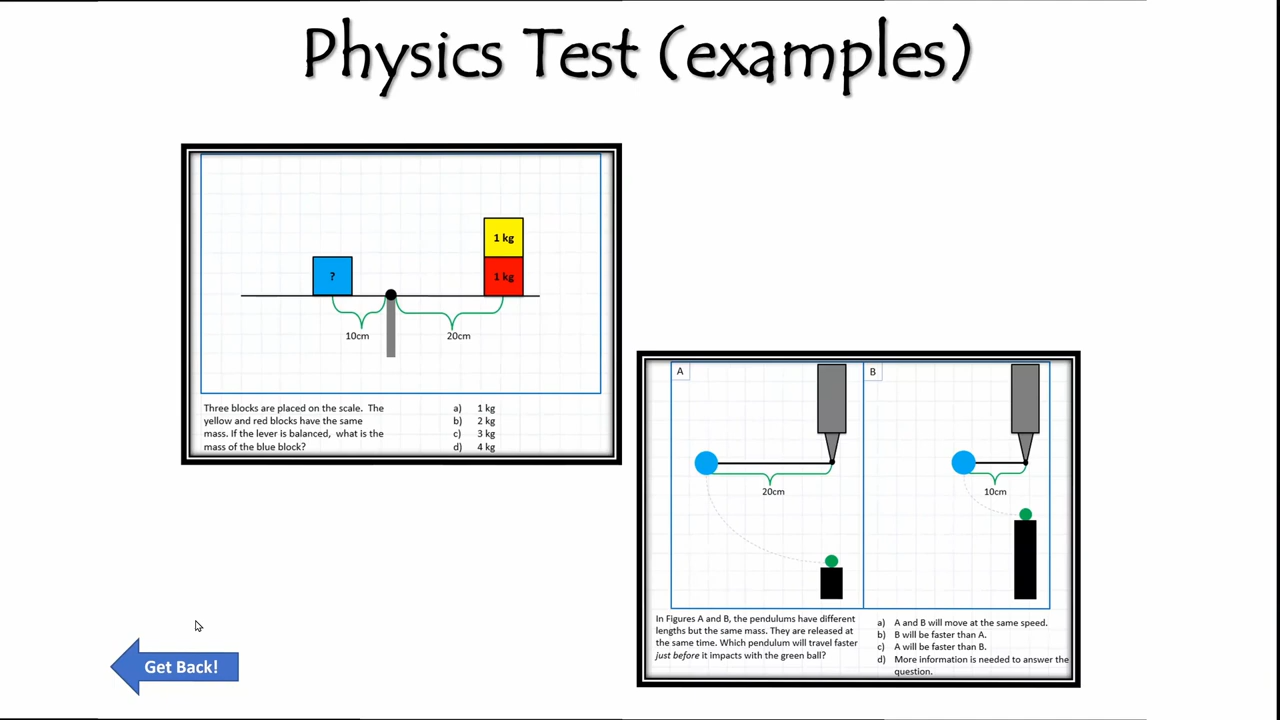 Physics Test (examples)
?
1 kg
1 kg
10cm
20cm
Three blocks are placed on the scale. The
yellow and red blocks have the same
mass. If the lever is balanced, what is the
mass of the blue block?
a) 1 kg
b) 2 kg
c) 3 kg
d) 4 kg
A
B
20cm
10cm
In Figures A and B, the pendulums have different
lengths but the same mass. They are released at
the same time. Which pendulum will travel faster
just before it impacts with the green ball?
a) A and B will move at the same speed.
b) B will be faster than A.
c) A will be faster than B.
d) More information is needed to answer the
question.
Get Back!